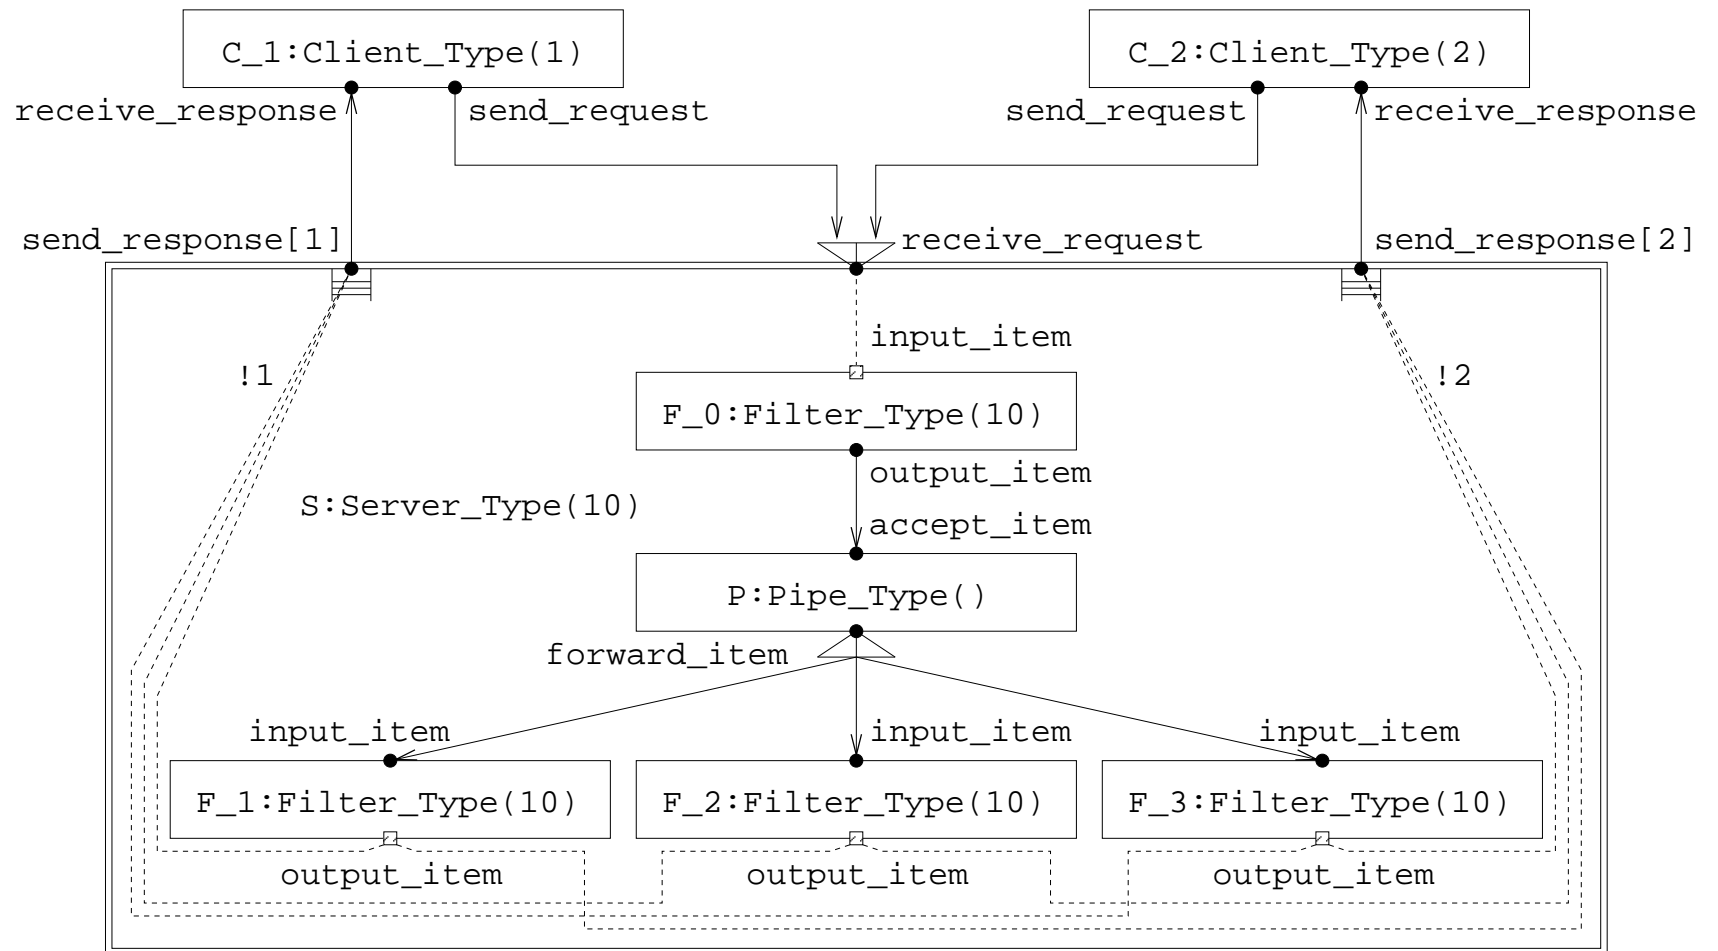 C_1:Client_Type(1)
C_2:Client_Type(2)
receive_response
send_request
send_request
receive_response
send_response[1]
receive_request
send_response[2]
input_item
!1
!2
F_0:Filter_Type(10)
output_item
S:Server_Type(10)
accept_item
P:Pipe_Type()
forward_item
input_item
input_item
input_item
F_1:Filter_Type(10)
F_2:Filter_Type(10)
F_3:Filter_Type(10)
output_item
output_item
output_item